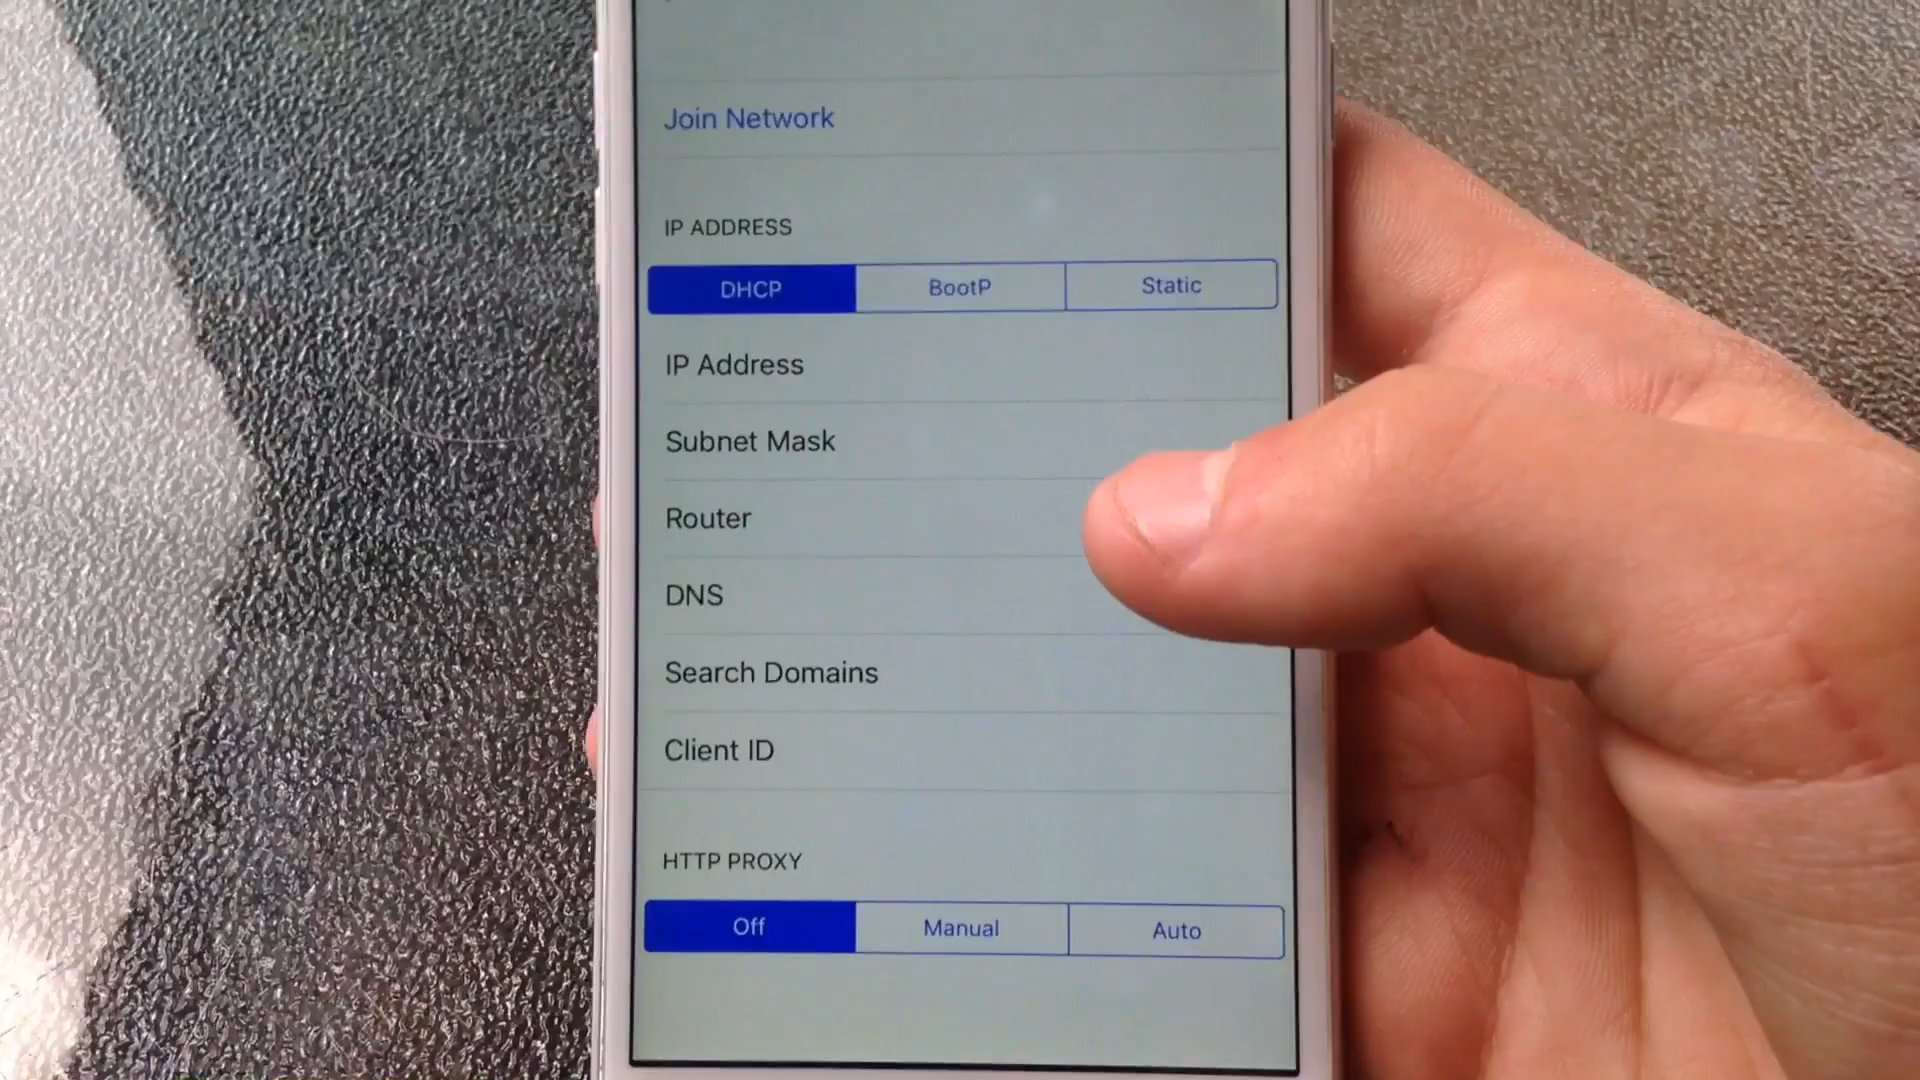 Join Network
IP ADDRESS
DHCP BootP Static
IP Address
Subnet Mask
Router
DNS
Search Domains
Client ID
HTTP PROXY
Off Manual Auto